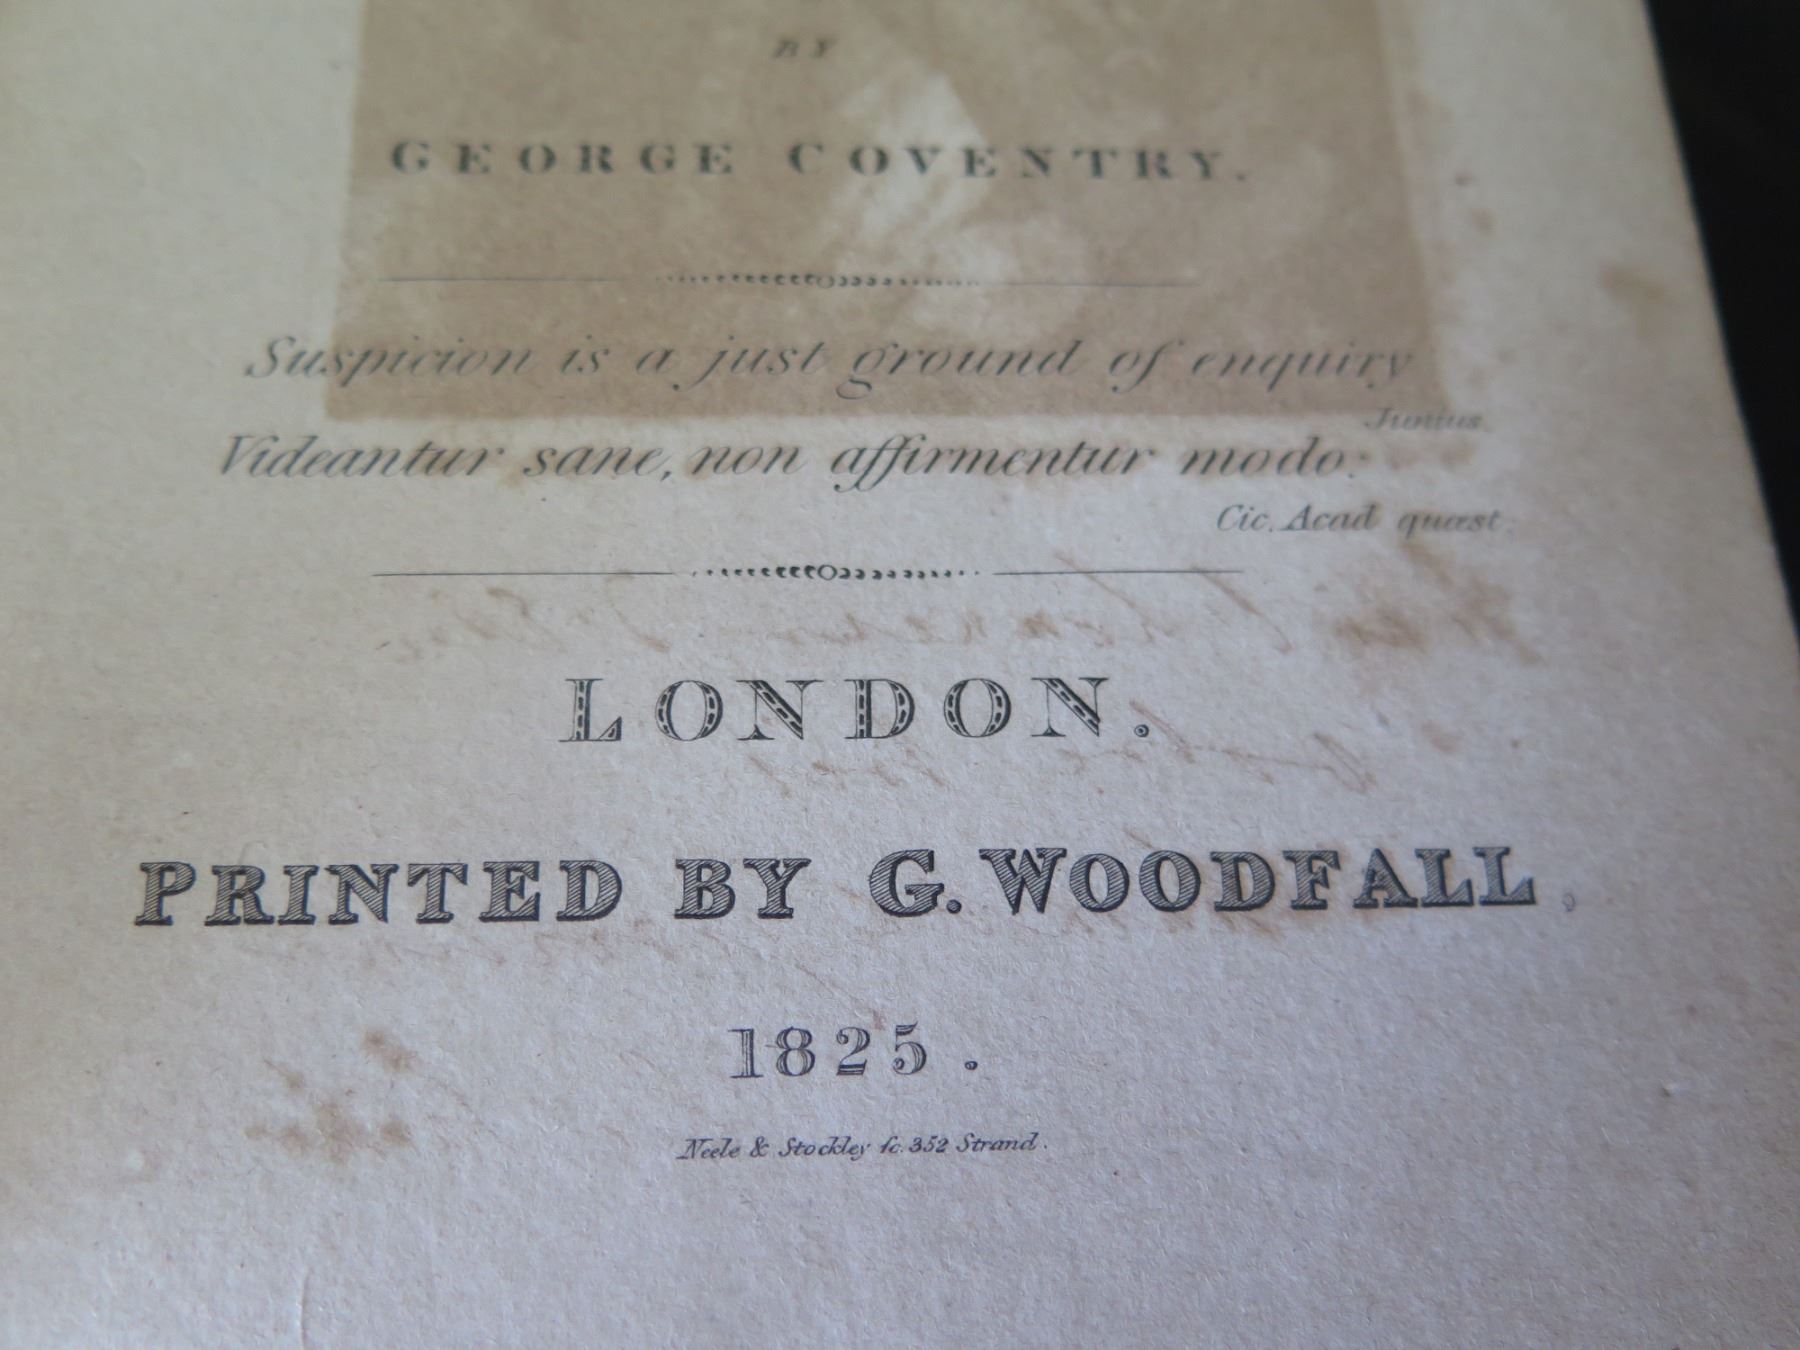 BY
GEORGE COVENTRY.
Suspicion is a just ground of enquiry
Junius.
Videantur sane, non affirmentur modo:
Cic. Acad quæst.
LONDON.
PRINTED BY G. WOODFALL,
1825.
Neele & Stockley sc. 352 Strand.